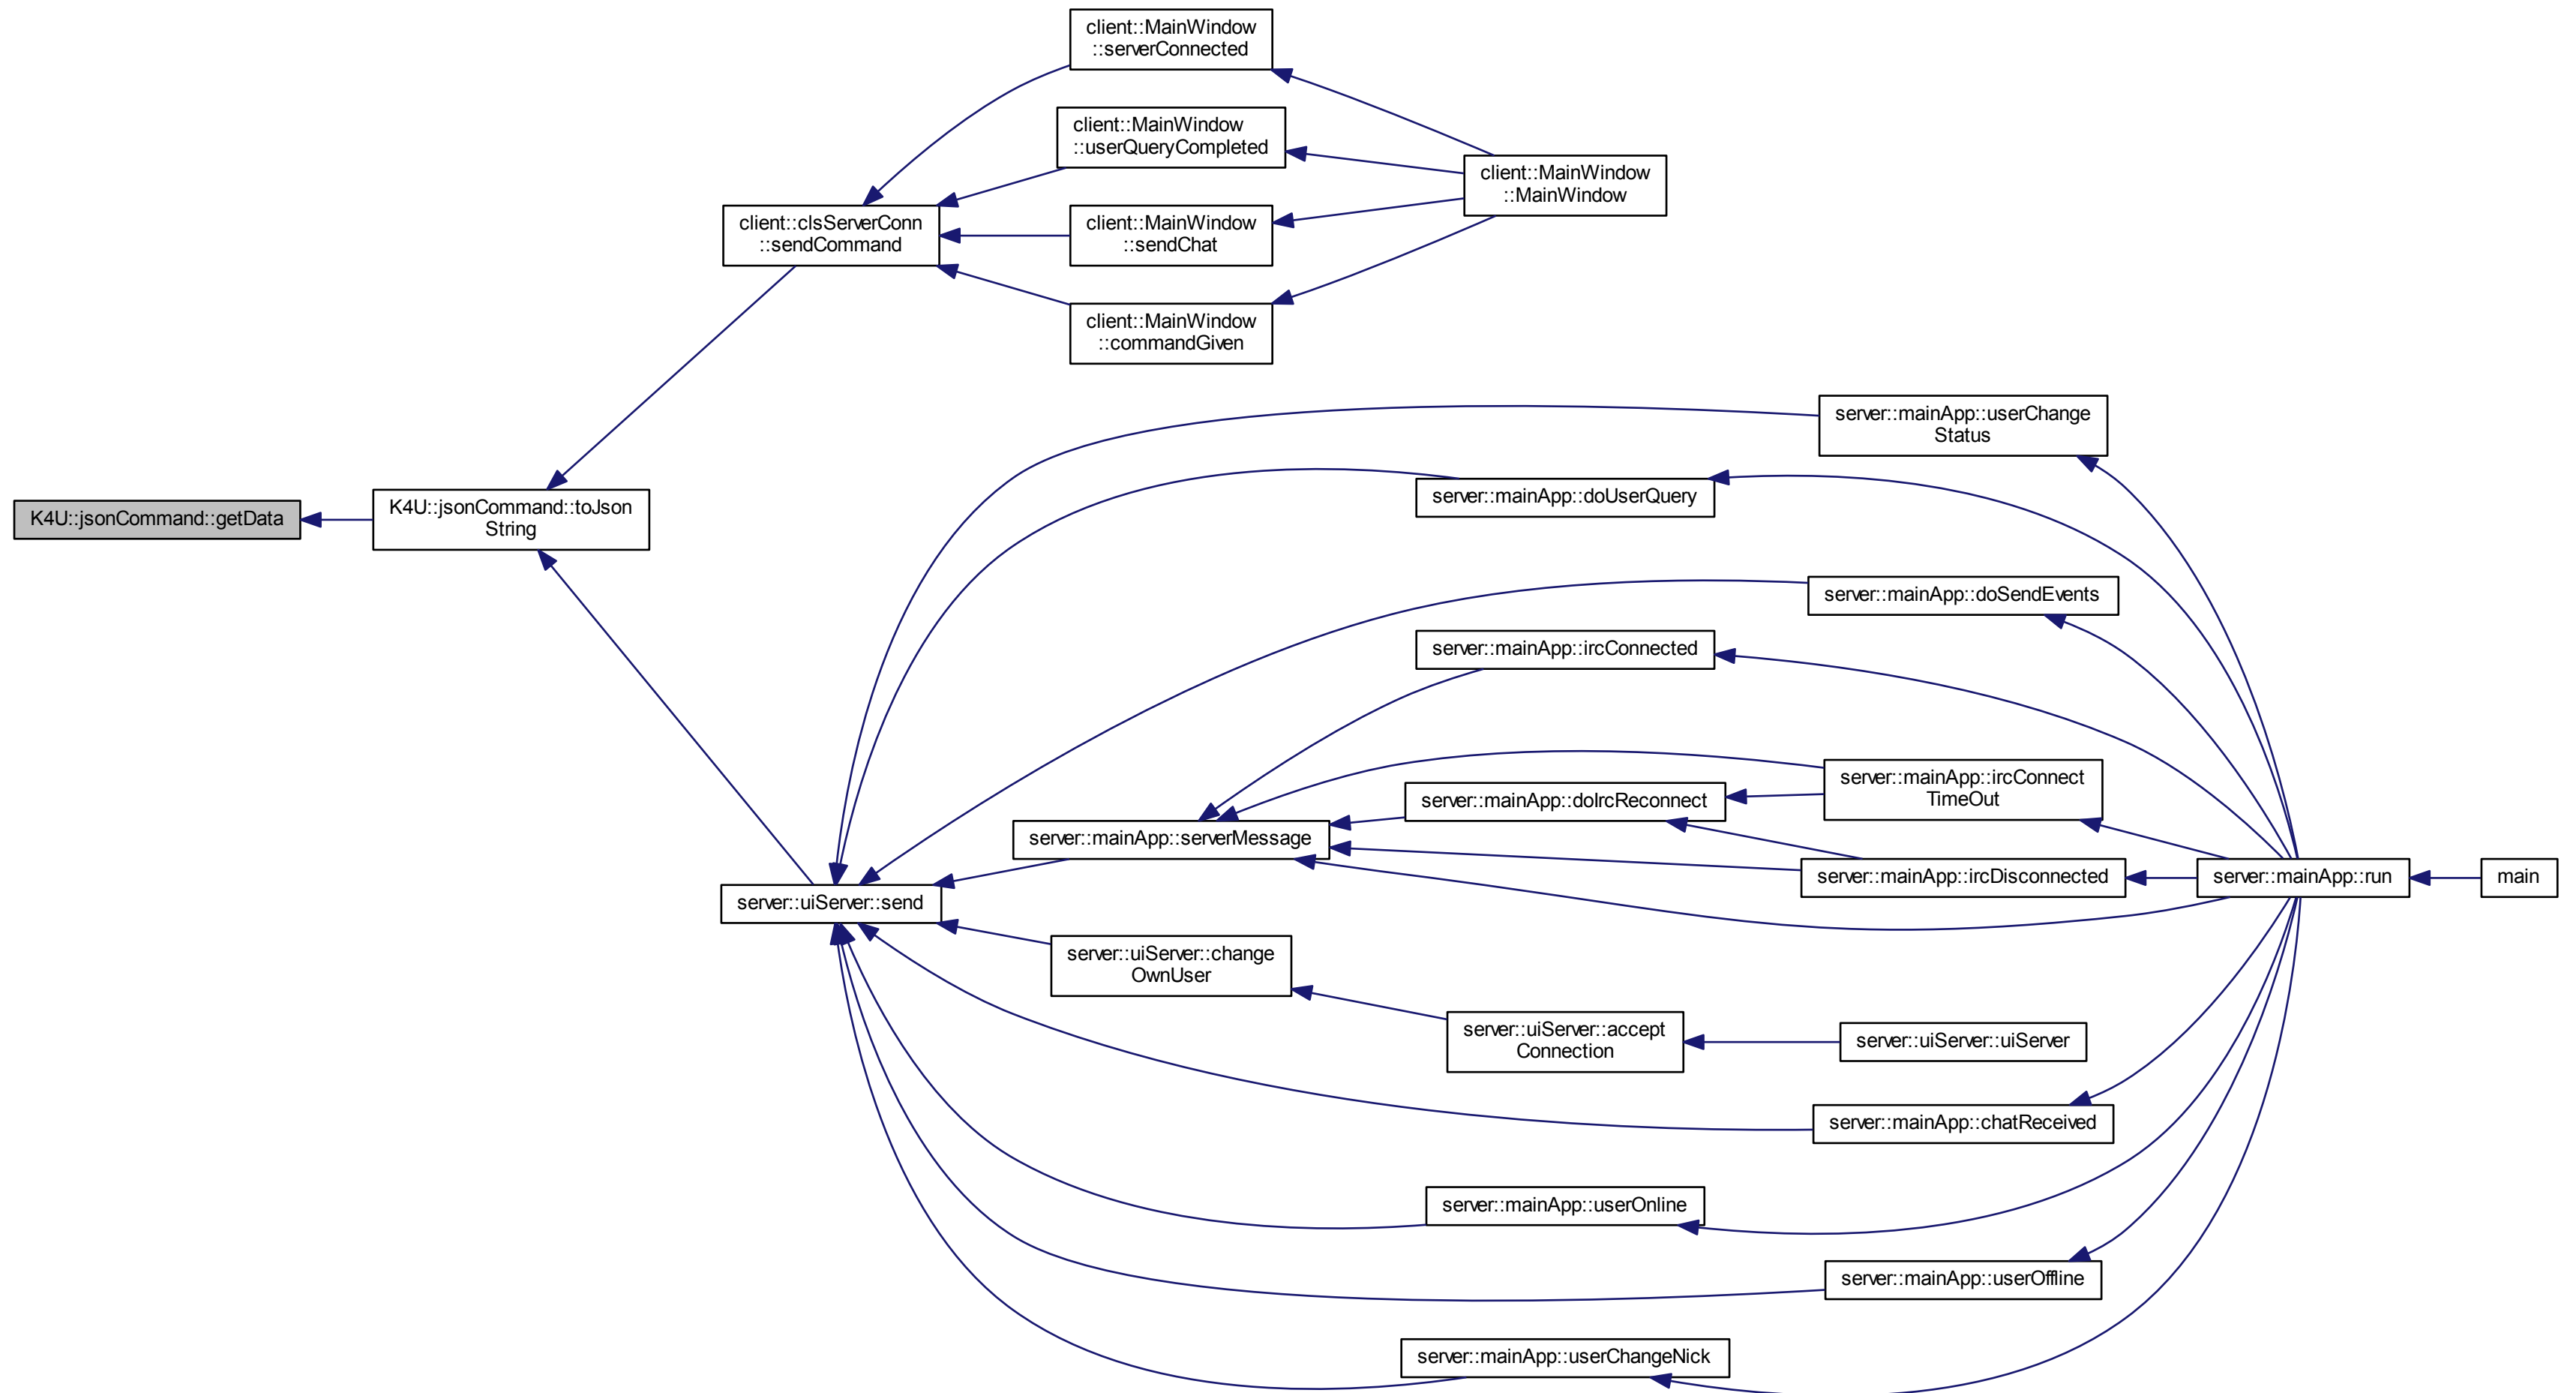 client::MainWindow
::serverConnected
client::MainWindow
::userQueryCompleted
client::MainWindow
::MainWindow
client::clsServerConn
::sendCommand
client::MainWindow
::sendChat
client::MainWindow
::commandGiven
server::mainApp::userChange
Status
server::mainApp::doUserQuery
K4U::jsonCommand::getData
K4U::jsonCommand::toJson
String
server::mainApp::doSendEvents
server::mainApp::ircConnected
server::mainApp::ircConnect
TimeOut
server::mainApp::doIrcReconnect
server::mainApp::serverMessage
server::mainApp::ircDisconnected
server::mainApp::run
main
server::uiServer::send
server::uiServer::change
OwnUser
server::uiServer::accept
Connection
server::uiServer::uiServer
server::mainApp::chatReceived
server::mainApp::userOnline
server::mainApp::userOffline
server::mainApp::userChangeNick